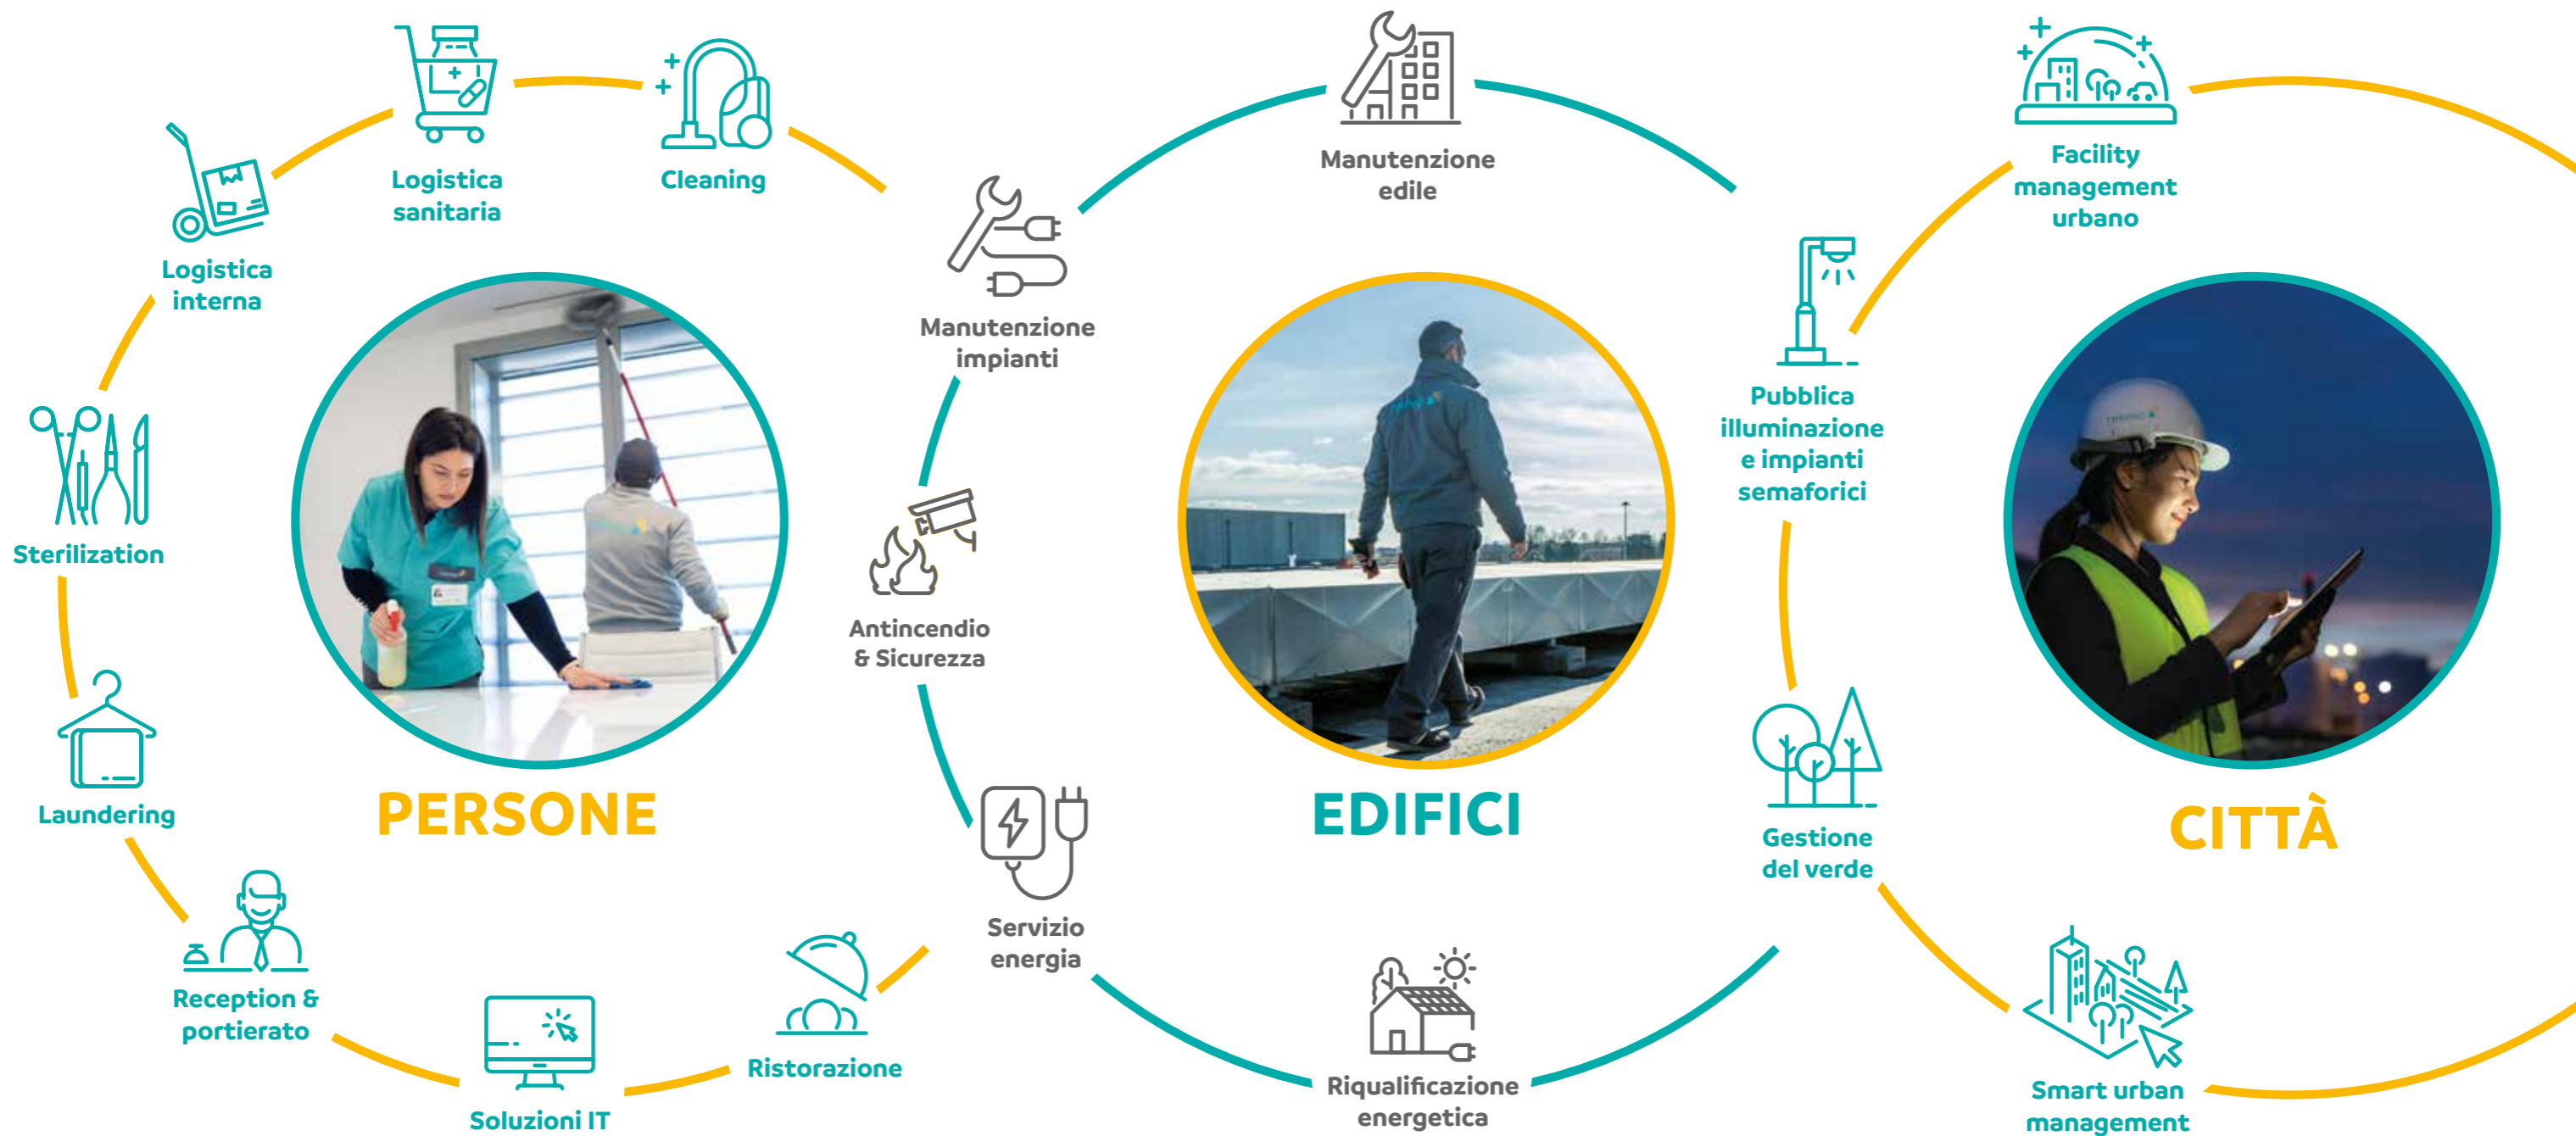 Logistica
sanitaria
Cleaning
Logistica
interna
Sterilization
Laundering
Reception &
portierato
Soluzioni IT
Ristorazione
PERSONE
Manutenzione
impianti
Antincendio
& Sicurezza
Servizio
energia
Manutenzione
edile
EDIFICI
Riqualificazione
energetica
Facility
management
urbano
Pubblica
illuminazione
e impianti
semaforici
Gestione
del verde
CITTÀ
Smart urban
management